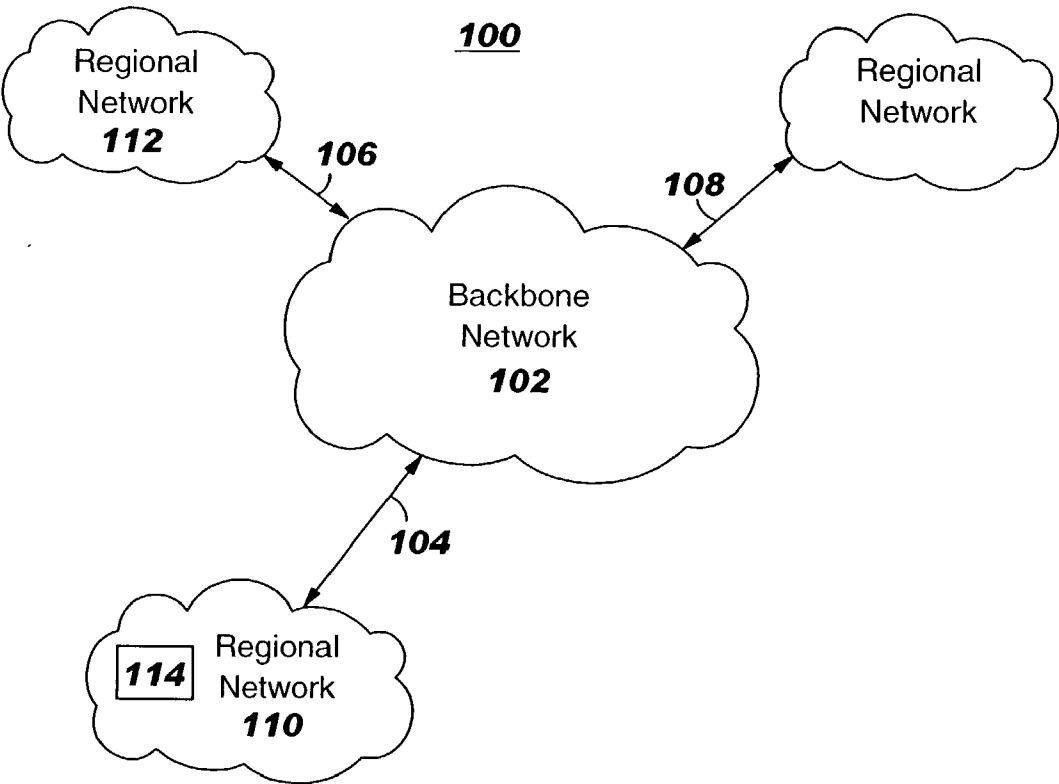 100
Regional
Network
112
Regional
Network
106
108
Backbone
Network
102
104
114
Regional
Network
110